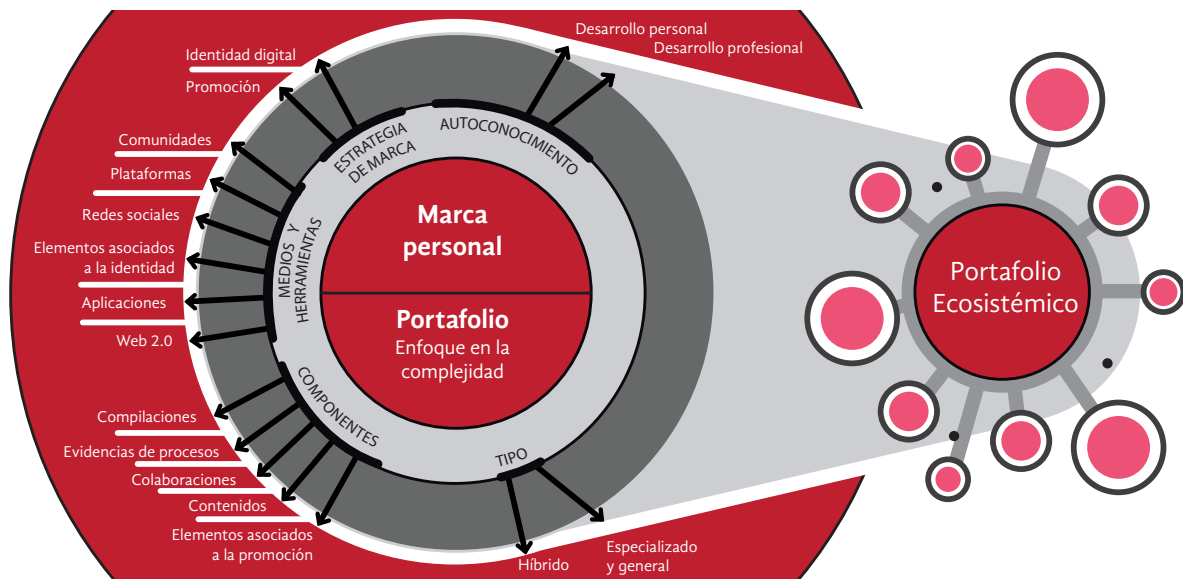 Desarrollo personal
Desarrollo profesional
Identidad digital
Promoción
Comunidades
Plataformas
Redes sociales
Elementos asociados
a la identidad
Aplicaciones
Web 2.0
Compilaciones
Evidencias de procesos
Colaboraciones
Contenidos
Elementos asociados
a la promoción
Híbrido
Especializado
y general
AUTOCONOCIMIENTO
ESTRATEGIA
DE MARCA
MEDIOS Y
HERRAMIENTAS
COMPONENTES
TIPO
Marca
personal
Portafolio
Enfoque en la
complejidad
Portafolio
Ecosistémico